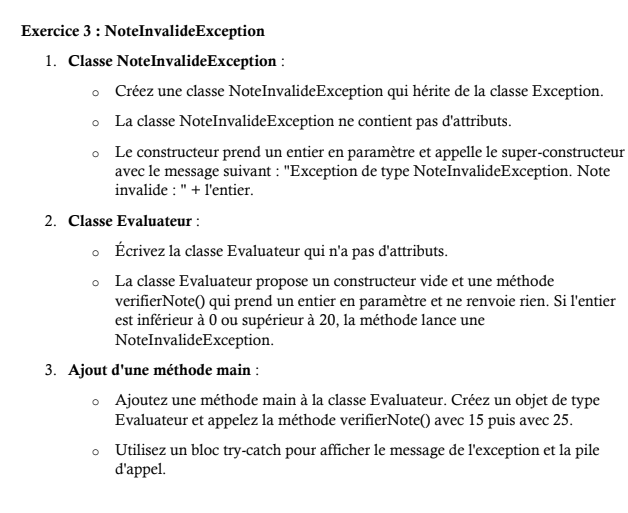 Exercice 3 : NoteInvalideException
1. Classe NoteInvalideException :
o Créez une classe NoteInvalideException qui hérite de la classe Exception.
o La classe NoteInvalideException ne contient pas d'attributs.
o Le constructeur prend un entier en paramètre et appelle le super-constructeur
avec le message suivant : "Exception de type NoteInvalideException. Note
invalide : " + l'entier.
2. Classe Evaluateur :
o Écrivez la classe Evaluateur qui n'a pas d'attributs.
o La classe Evaluateur propose un constructeur vide et une méthode
verifierNote() qui prend un entier en paramètre et ne renvoie rien. Si l'entier
est inférieur à 0 ou supérieur à 20, la méthode lance une
NoteInvalideException.
3. Ajout d'une méthode main :
o Ajoutez une méthode main à la classe Evaluateur. Créez un objet de type
Evaluateur et appelez la méthode verifierNote() avec 15 puis avec 25.
o Utilisez un bloc try-catch pour afficher le message de l'exception et la pile
d'appel.